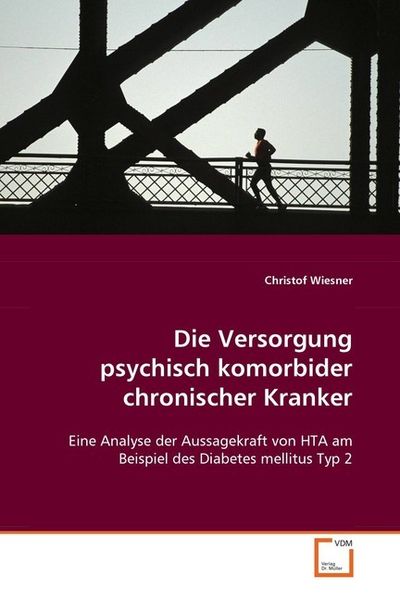 Christof Wiesner
Die Versorgung
psychisch komorbider
chronischer Kranker
Eine Analyse der Aussagekraft von HTA am
Beispiel des Diabetes mellitus Typ 2
VDM
Verlag
Dr. Müller